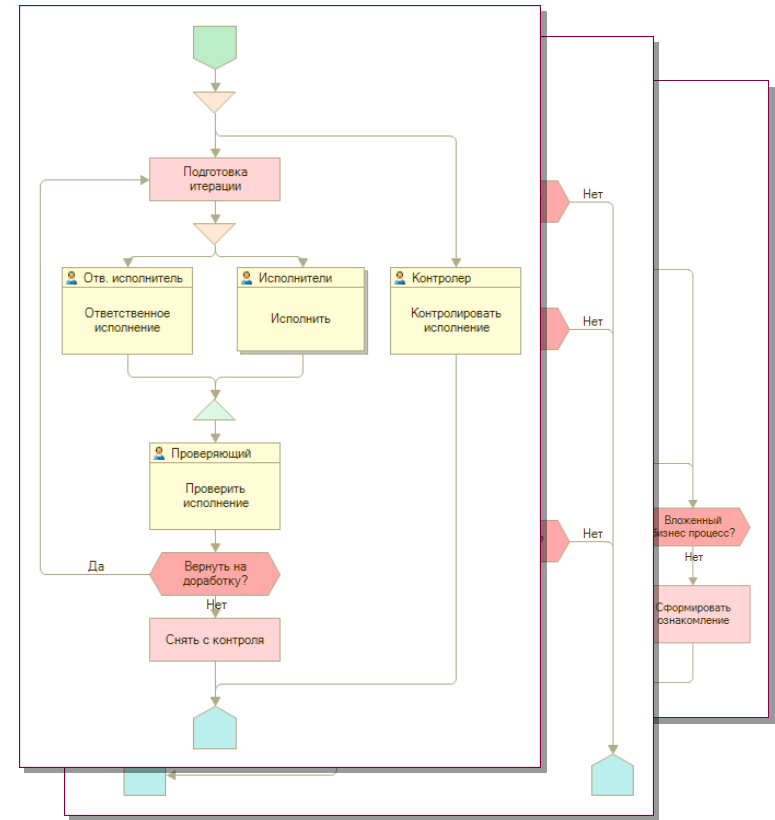 Подготовка
итерации
Отв. исполнитель
Ответственное
исполнение
Исполнители
Исполнить
Контролер
Контролировать
исполнение
Проверяющий
Проверить
исполнение
Вернуть на
доработку?
Да
Нет
Снять с контроля
Нет
Нет
Нет
?
Вложенный
бизнес процесс?
Нет
Сформировать
ознакомление